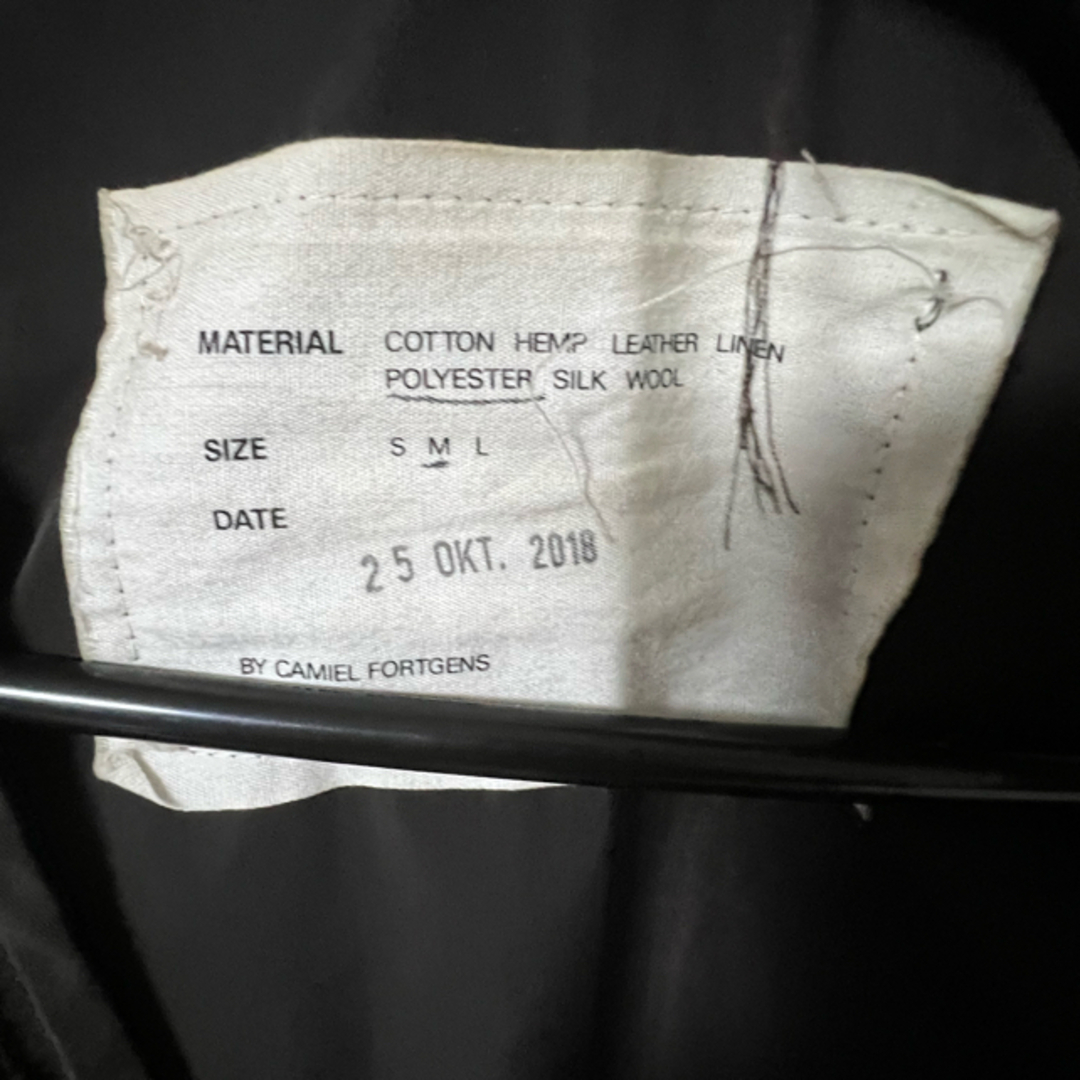 MATERIAL COTTON HEMP LEATHER LINEN
POLYESTER SILK WOOL
SIZE S M L
DATE
25 OKT. 2018
BY CAMIEL FORTGENS